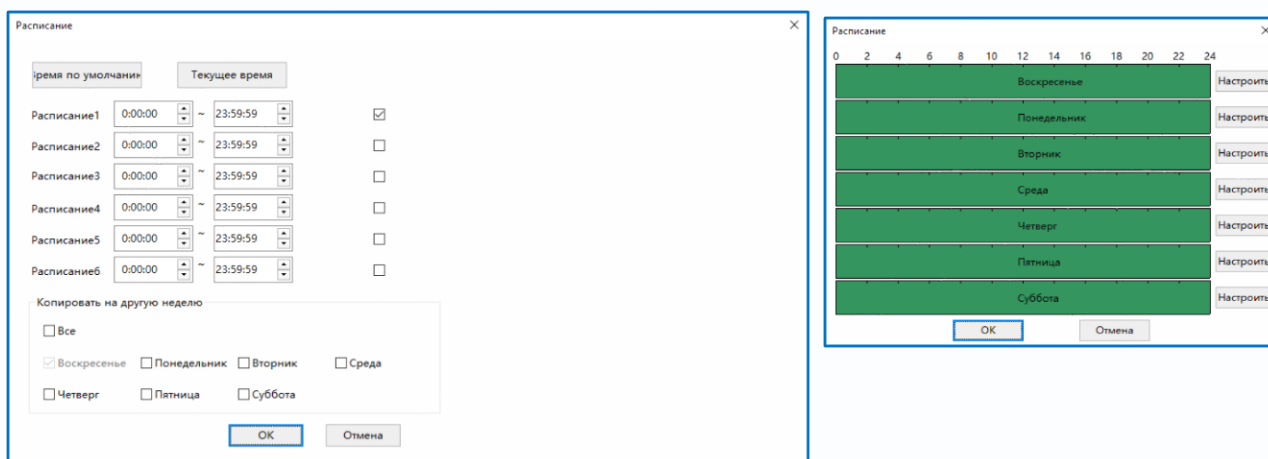 Расписание
время по умолчани
Текущее время
Расписание1 0:00:00 ~ 23:59:59
Расписание2 0:00:00 ~ 23:59:59
Расписание3 0:00:00 ~ 23:59:59
Расписание4 0:00:00 ~ 23:59:59
Расписание5 0:00:00 ~ 23:59:59
Расписание6 0:00:00 ~ 23:59:59
Копировать на другую неделю
Все
Воскресенье Понедельник Вторник Среда
Четверг Пятница Суббота
OK Отмена
Расписание
0 2 4 6 8 10 12 14 16 18 20 22 24
Воскресенье Настроить
Понедельник Настроить
Вторник Настроить
Среда Настроить
Четверг Настроить
Пятница Настроить
Суббота Настроить
OK Отмена